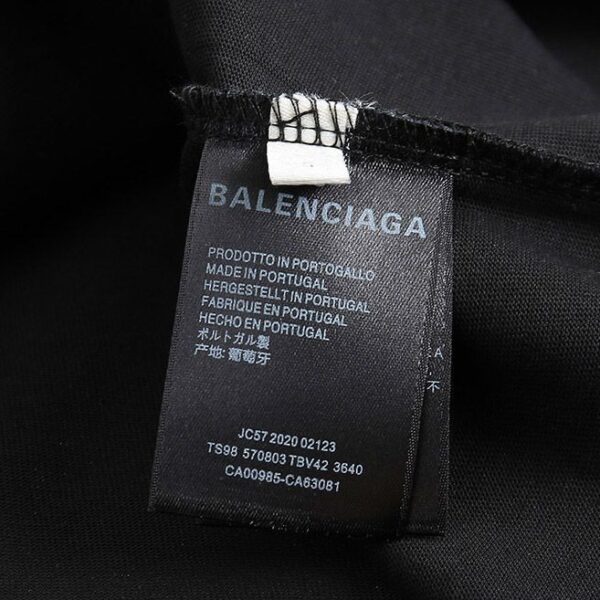 BALENCIAGA
PRODOTTO IN PORTOGALLO
MADE IN PORTUGAL
HERGESTELLT IN PORTUGAL
FABRIQUE EN PORTUGAL
HECHO EN PORTUGAL
ポルトガル製
产地: 葡萄牙
JC57 2020 02123
TS98 570803 TBV42 3640
CA00985-CA63081
A
不